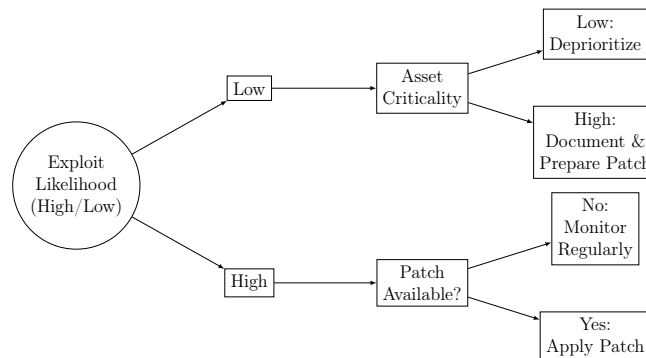 Exploit
Likelihood
(High/Low)
Low
Asset
Criticality
Low:
Deprioritize
High:
Document &
Prepare Patch
High
Patch
Available?
No:
Monitor
Regularly
Yes:
Apply Patch